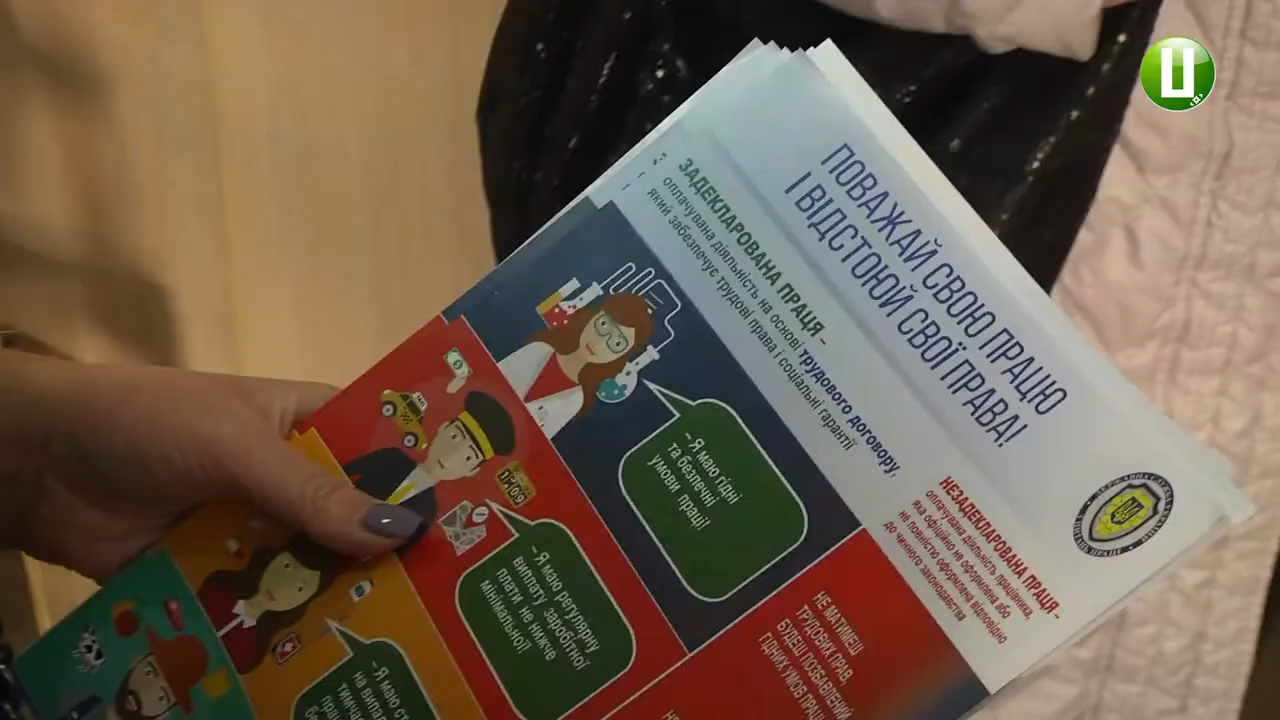 Ц
ПОВАЖАЙ СВОЮ ПРАЦЮ
І ВІДСТОЮЙ СВОЇ ПРАВА!
ЗАДЕКЛАРОВАНА ПРАЦЯ –
оплачувана діяльність на основі трудового договору,
який забезпечує трудові права і соціальні гарантії
НЕЗАДЕКЛАРОВАНА ПРАЦЯ –
оплачувана діяльність працівника,
яка офіційно не оформлена або
не повністю оформлена відповідно
до чинного законодавства
– Я маю гідні
та безпечні
умови праці!
– Я маю регулярну
виплату заробітної
плати не нижче
мінімальної!
– Я маю
на
НЕ МАТИМЕШ
ТРУДОВИХ ПРАВ,
БУДЕШ ПОЗБАВЛЕНИЙ
ГІДНИХ УМОВ ПРАЦІ